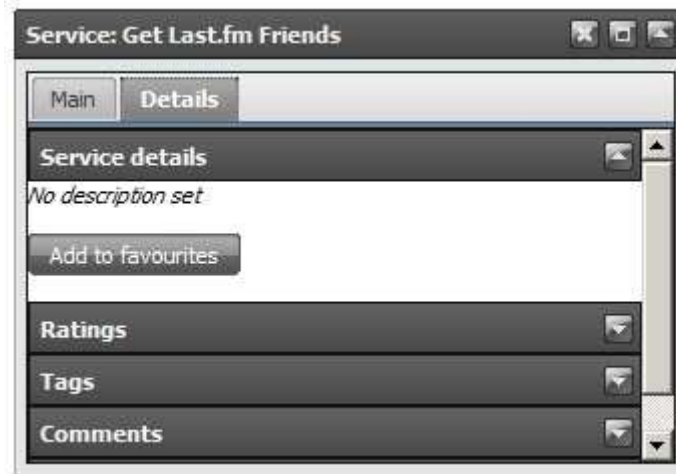 Service: Get Last.fm Friends
Main Details
Service details
No description set
Add to favourites
Ratings
Tags
Comments